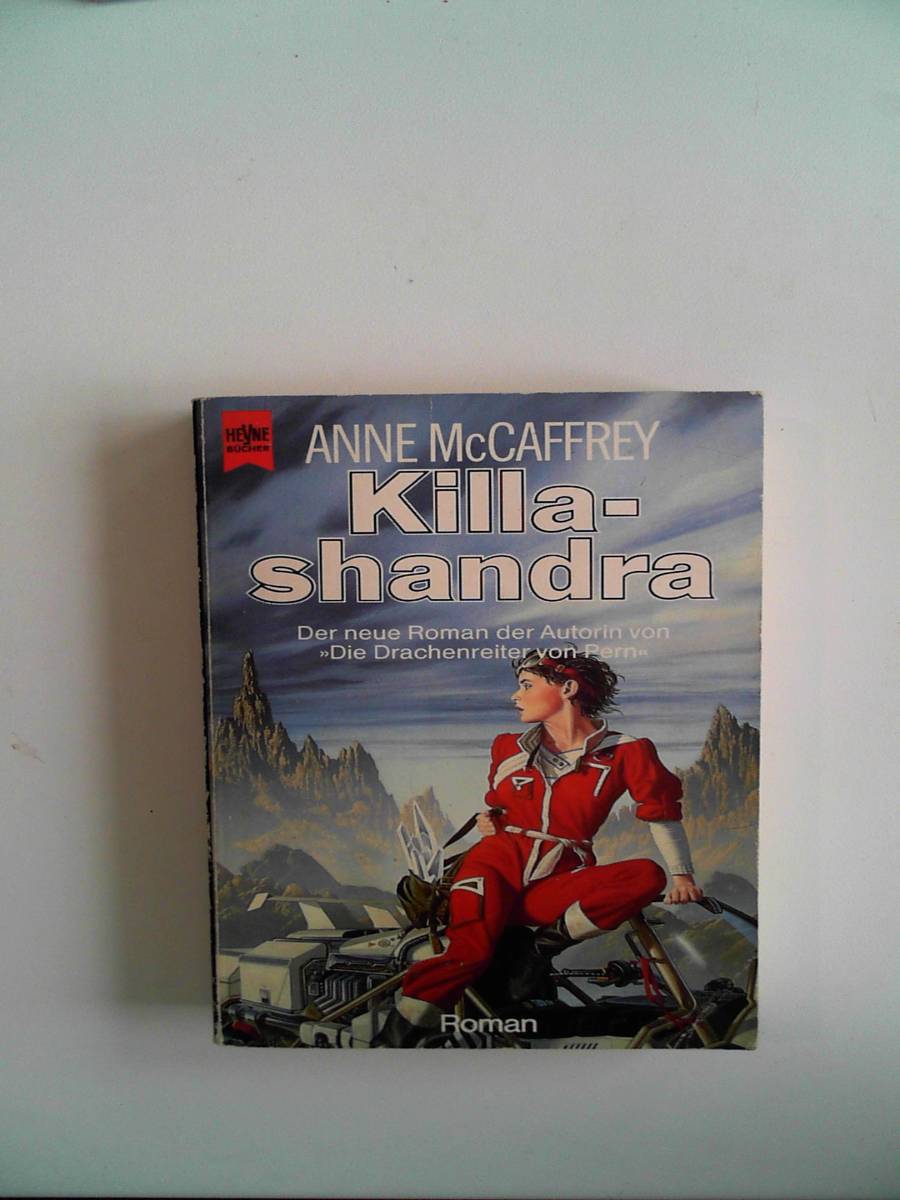 HEYNE
BÜCHER
ANNE McCAFFREY
Killa-
shandra
Der neue Roman der Autorin von
»Die Drachenreiter von Pern«
Roman